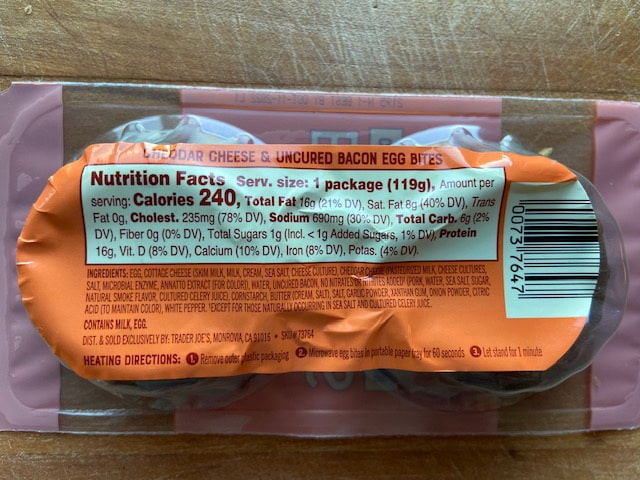 CHEDDAR CHEESE & UNCURED BACON EGG BITES
Nutrition Facts Serv. size: 1 package (119g), Amount per
serving: Calories 240, Total Fat 16g (21% DV), Sat. Fat 8g (40% DV), Trans
Fat 0g, Cholest. 235mg (78% DV), Sodium 690mg (30% DV), Total Carb. 6g (2%
DV), Fiber 0g (0% DV), Total Sugars 1g (Incl. < 1g Added Sugars, 1% DV), Protein
16g, Vit. D (8% DV), Calcium (10% DV), Iron (8% DV), Potas. (4% DV).
INGREDIENTS: EGG, COTTAGE CHEESE (SKIM MILK, MILK, CREAM, SEA SALT, CHEESE CULTURE), CHEDDAR CHEESE (PASTEURIZED MILK, CHEESE CULTURES,
SALT, MICROBIAL ENZYME, ANNATTO EXTRACT (FOR COLOR)), WATER, UNCURED BACON, NO NITRATES OR NITRITES ADDED* (PORK, WATER, SEA SALT, SUGAR,
NATURAL SMOKE FLAVOR, CULTURED CELERY JUICE), CORNSTARCH, BUTTER (CREAM, SALT), SALT, GARLIC POWDER, XANTHAN GUM, ONION POWDER, CITRIC
ACID (TO MAINTAIN COLOR), WHITE PEPPER. *EXCEPT FOR THOSE NATURALLY OCCURRING IN SEA SALT AND CULTURED CELERY JUICE.
CONTAINS MILK, EGG.
DIST. & SOLD EXCLUSIVELY BY: TRADER JOE'S, MONROVIA, CA 91016 • SKU# 73764
HEATING DIRECTIONS: 1 Remove outer plastic packaging 2 Microwave egg bites in portable paper tray for 60 seconds 3 Let stand for 1 minute
00737647